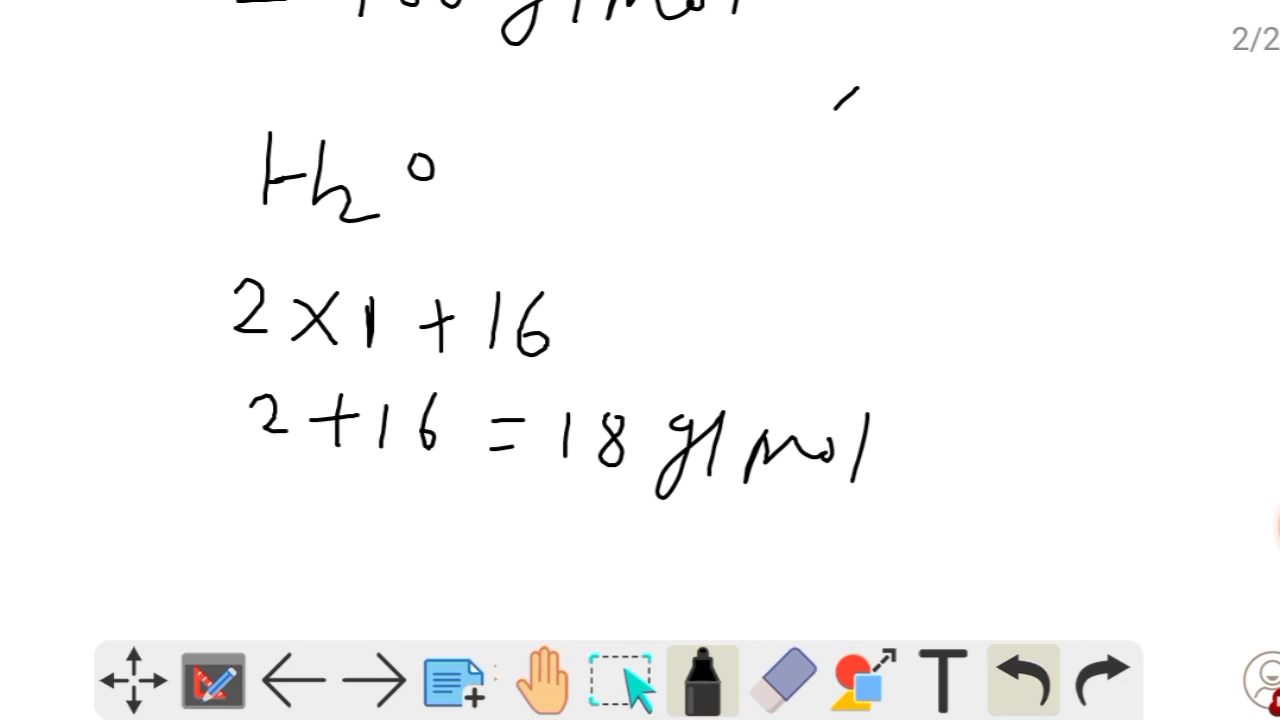 2/2
H₂O
2×1+16
2+16 = 18 g/mol
T